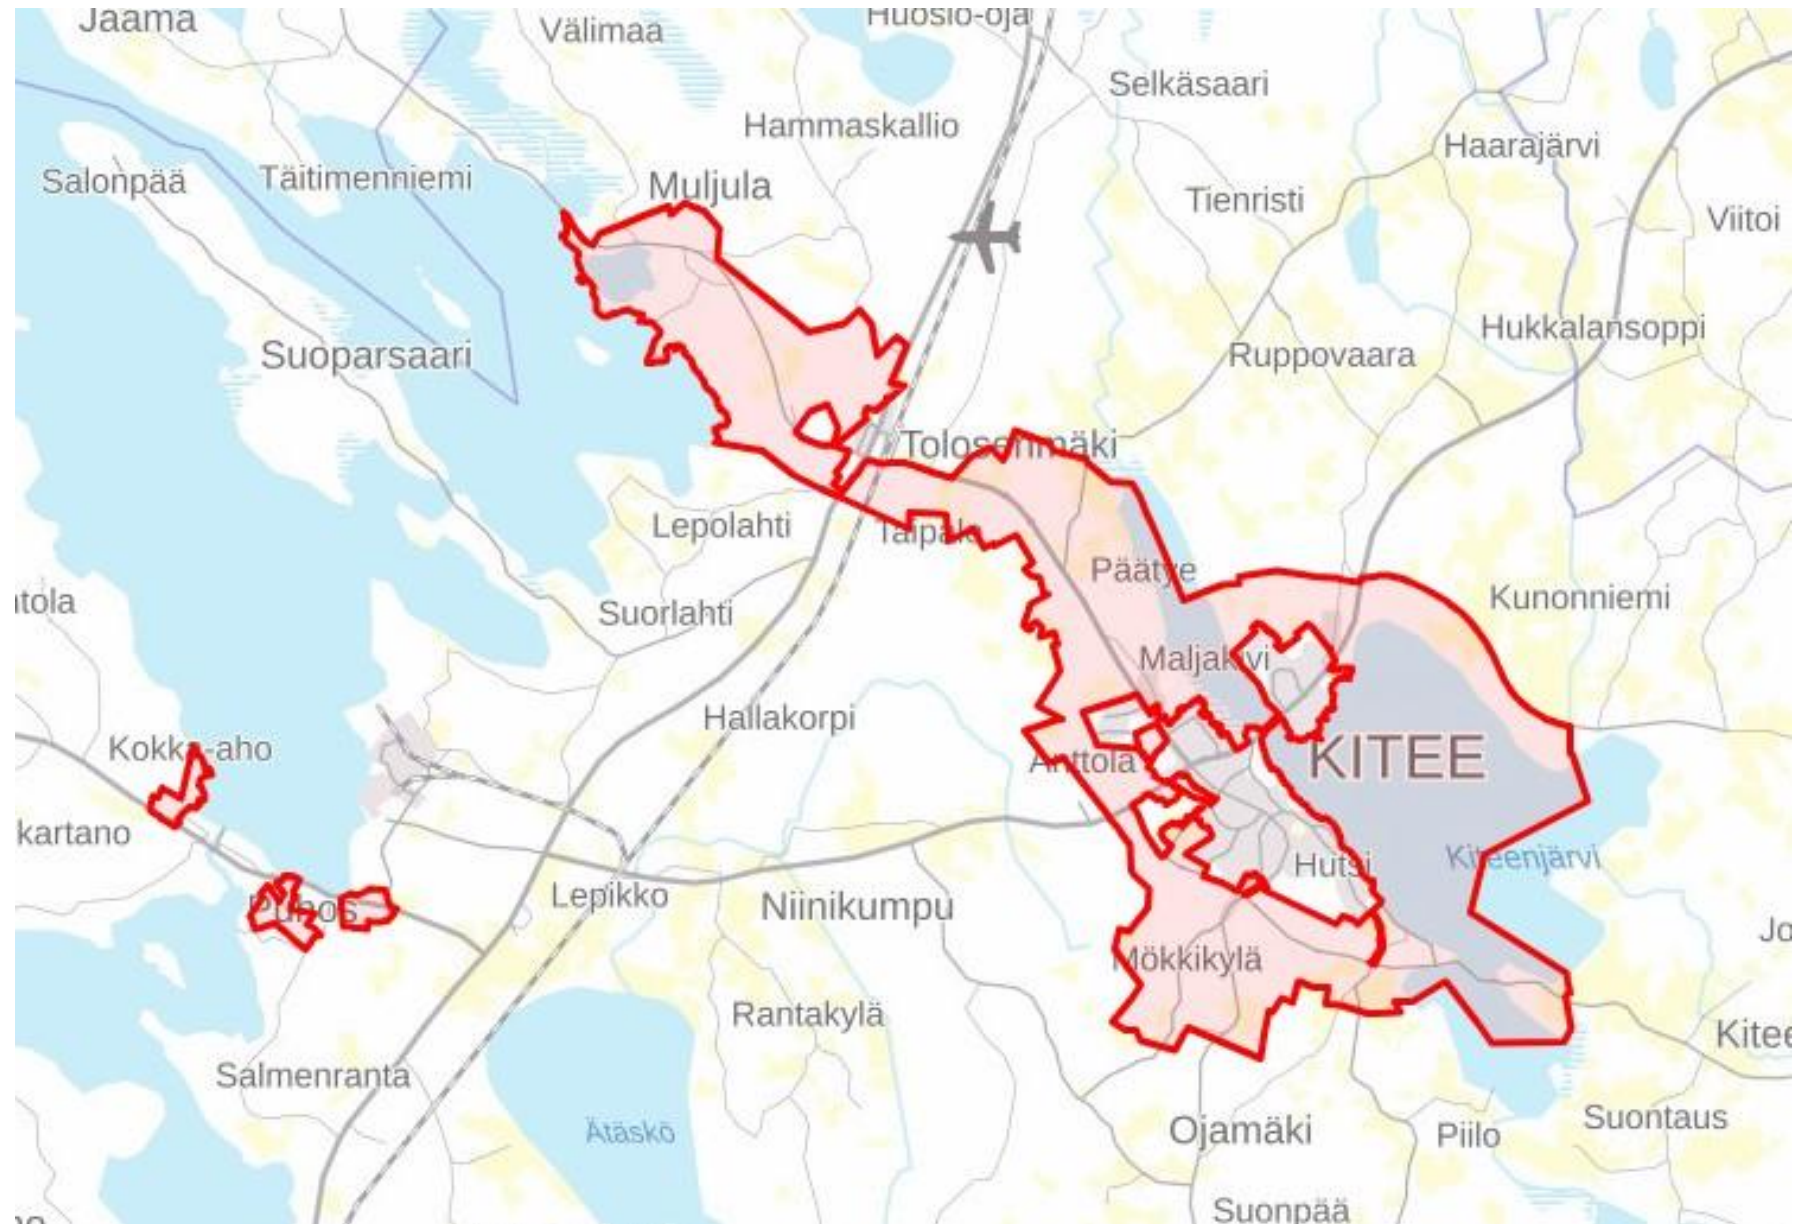 Jaama
Välimaa
Huosio-oja
Selkäsaari
Hammaskallio
Haarajärvi
Salonpää
Täitimenniemi
Muljula
Tienristi
Viitoi
Hukkalansoppi
Suoparsaari
Ruppovaara
Tolosenmäki
Lepolahti
Taipale
Päätye
Kunonniemi
Suorlahti
Maljakivi
Hallakorpi
Kokka-aho
Anttola
KITEE
kartano
Kiteenjärvi
Hutsi
Lepikko
Niinikumpu
Puhos
Mökkikylä
Rantakylä
Kitee
Salmenranta
Suontaus
Ätäskö
Ojamäki
Piilo
Suonpää